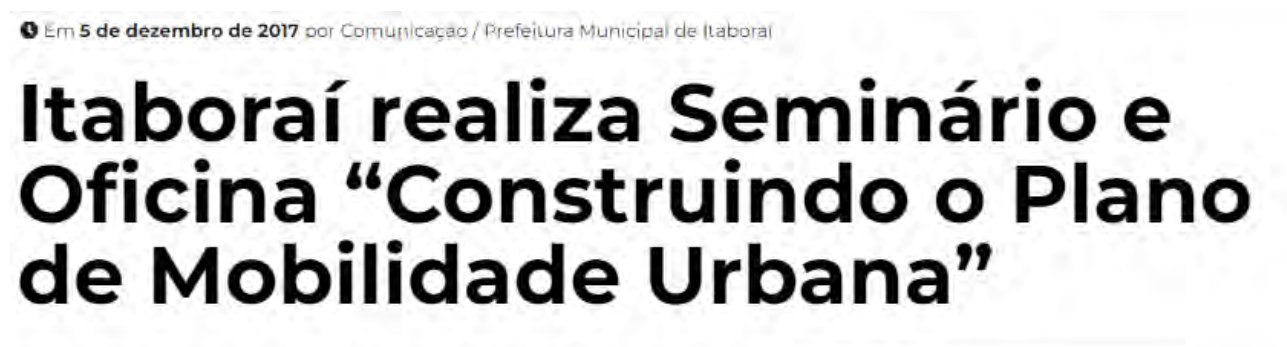 Em 5 de dezembro de 2017 por Comunicação / Prefeitura Municipal de Itaboraí
Itaboraí realiza Seminário e
Oficina “Construindo o Plano
de Mobilidade Urbana”